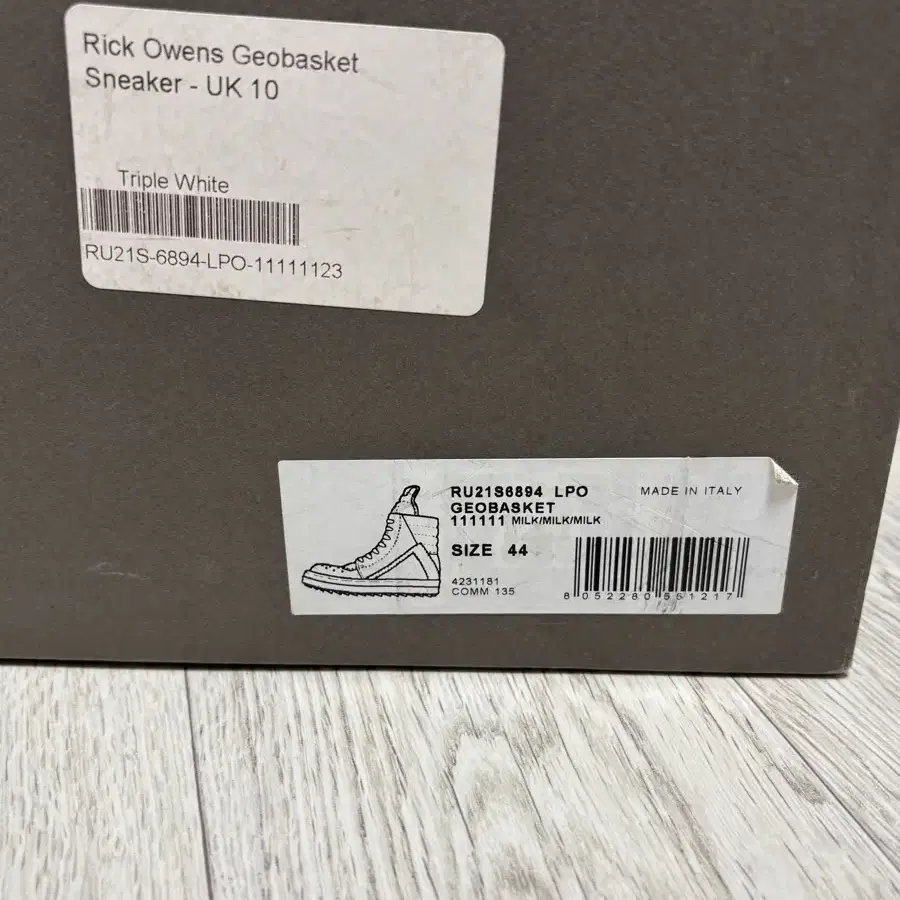 Rick Owens Geobasket
Sneaker - UK 10
Triple White
RU21S-6894-LPO-11111123
RU21S6894 LPO
MADE IN ITALY
GEOBASKET
111111 MILK/MILK/MILK
SIZE 44
4231181
COMM 135
8 052280 561217